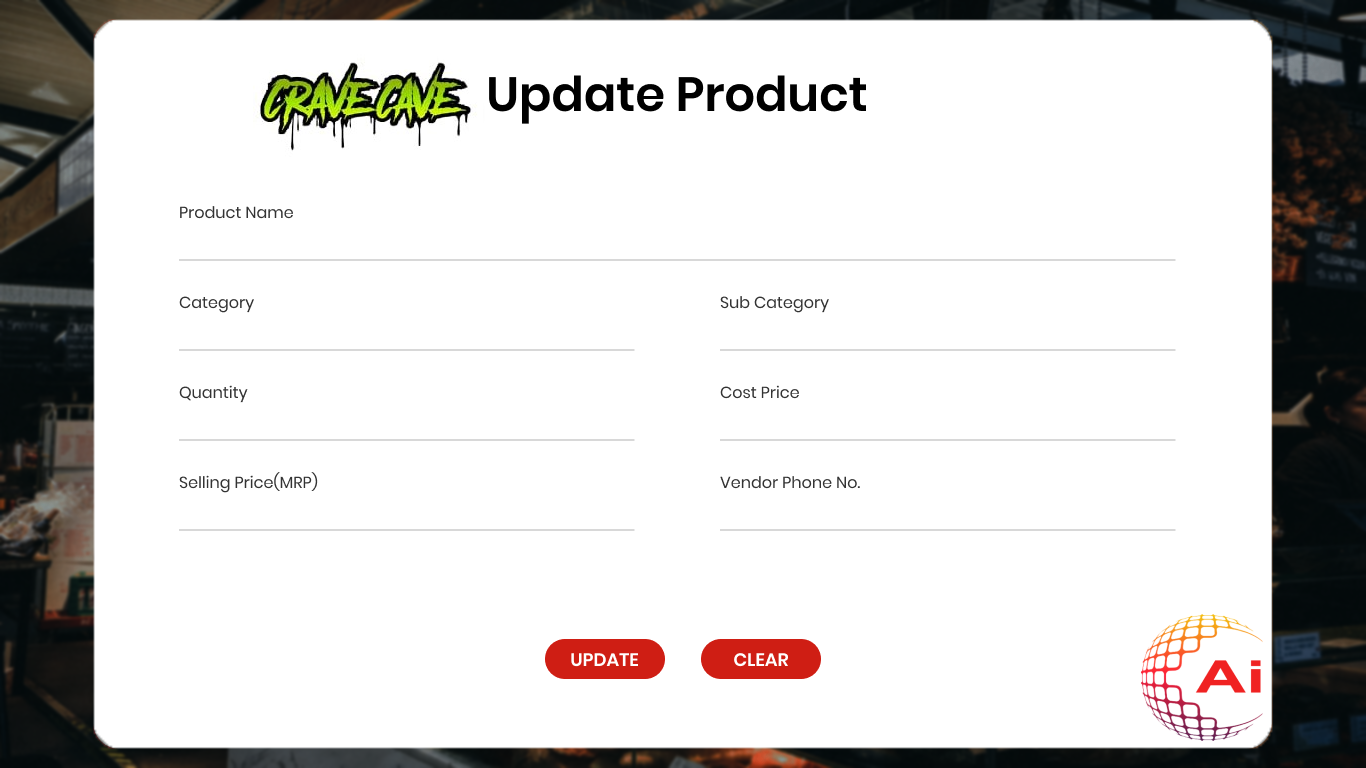 CRAVE CAVE Update Product
Product Name
Category Sub Category
Quantity Cost Price
Selling Price(MRP) Vendor Phone No.
UPDATE CLEAR
Ai